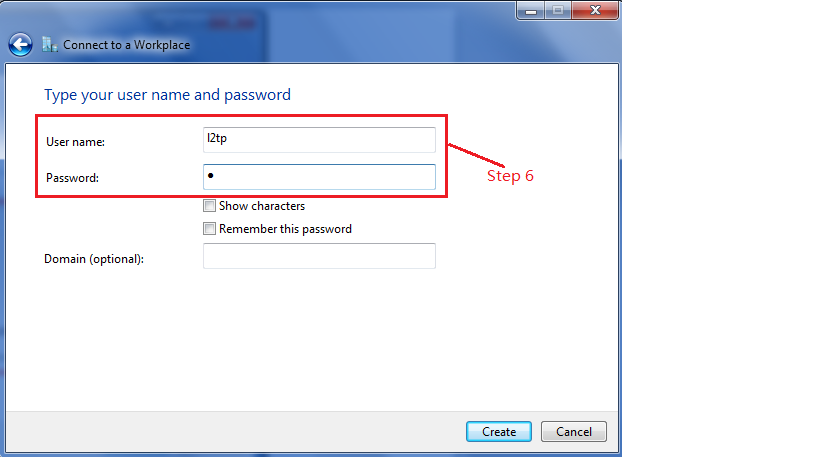 Connect to a Workplace
Type your user name and password
User name:
l2tp
Password:
●
Step 6
Show characters
Remember this password
Domain (optional):
Create
Cancel